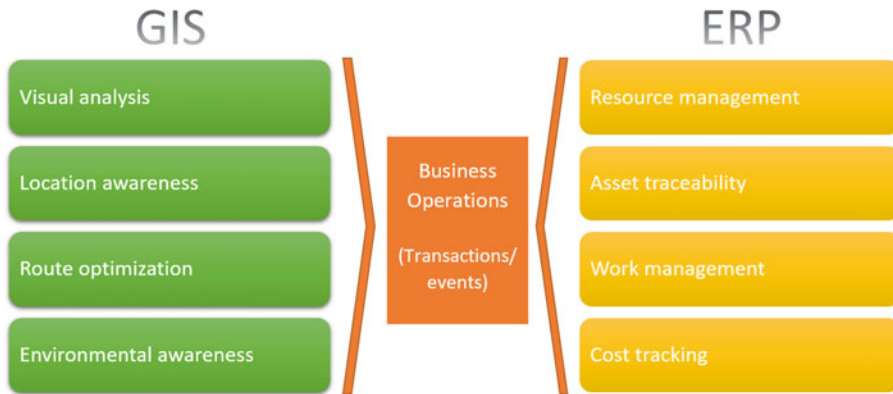 GIS
Visual analysis
Location awareness
Route optimization
Environmental awareness
Business
Operations
(Transactions/
events)
ERP
Resource management
Asset traceability
Work management
Cost tracking